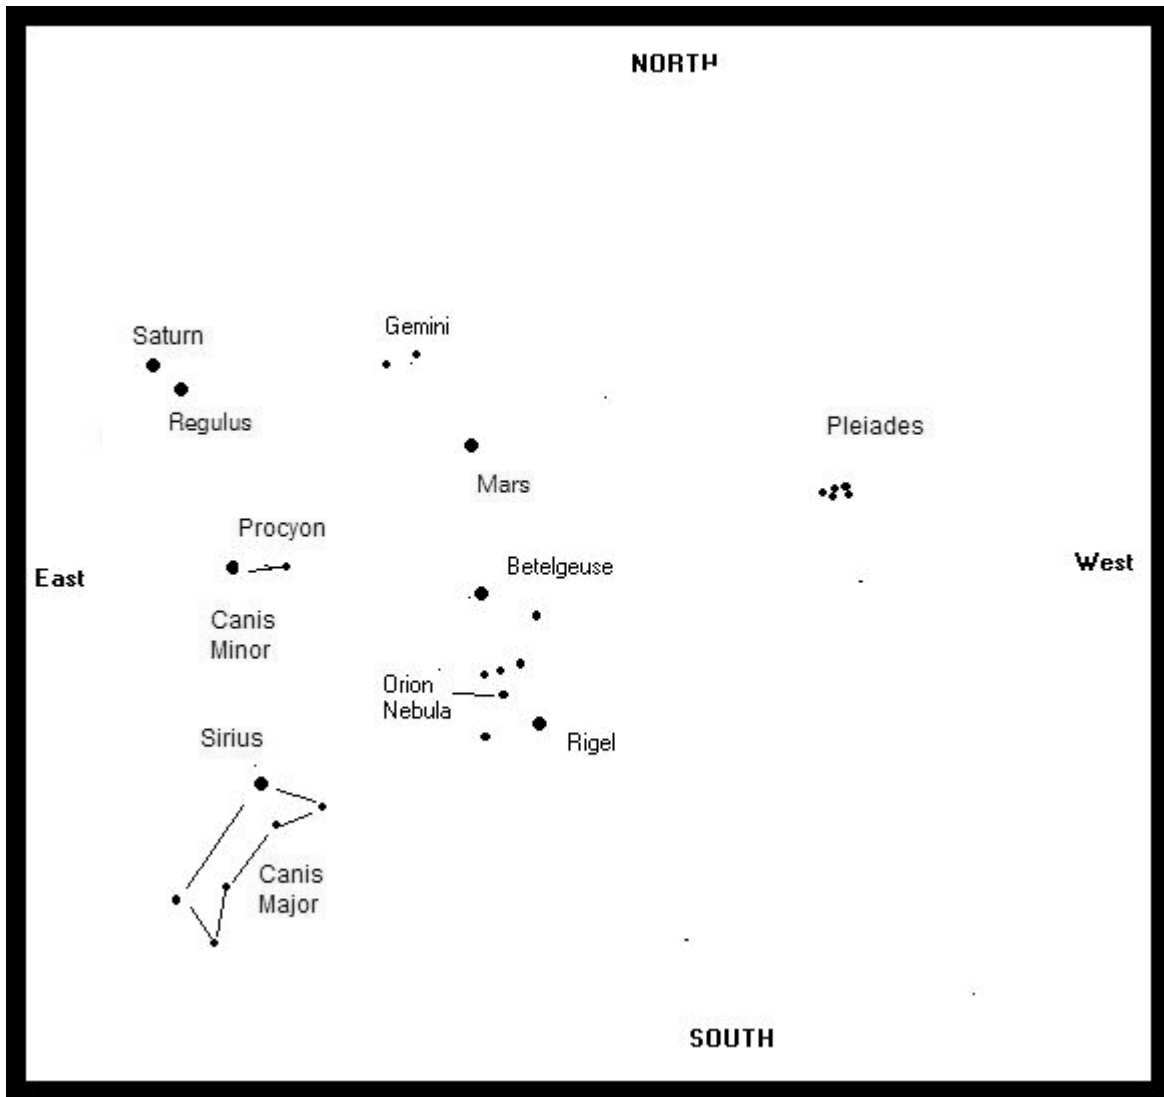 NORTH
Saturn
Gemini
Regulus
Pleiades
Mars
Procyon
Betelgeuse
West
East
Canis
Minor
Orion
Nebula
Sirius
Rigel
Canis
Major
SOUTH